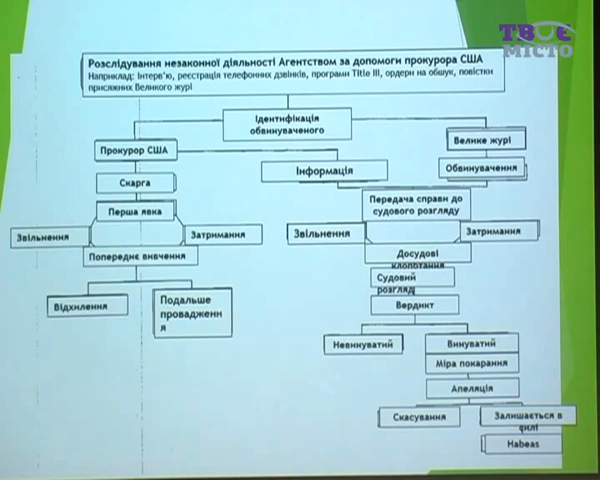 ТВОЄ
МІСТО
Розслідування незаконної діяльності Агентством за допомоги прокурора США
Наприклад: Інтерв'ю, реєстрація телефонних дзвінків, програми Title III, ордери на обшук, повістки
присяжних Великого журі
Ідентифікація
обвинуваченого
Прокурор США
Велике журі
Інформація
Обвинувачення
Скарга
Передача справи до
судового розгляду
Перша явка
Звільнення
Затримання
Звільнення
Затримання
Попереднє вивчення
Досудові
клопотання
Судовий
розгляд
Відхилення
Подальше
провадженн
я
Вердикт
Невинуватий
Винуватий
Міра покарання
Апеляція
Скасування
Залишається в
силі
Habeas